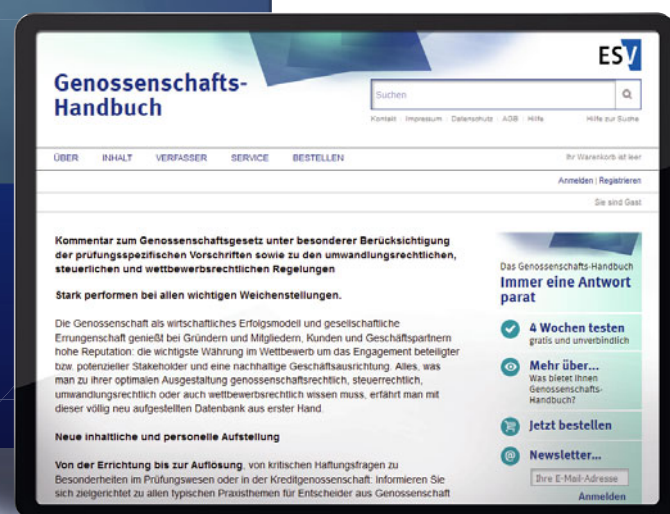 ESV
Genossenschafts-
Handbuch
Suchen
Kontakt | Impressum | Datenschutz | AGB | Hilfe
Hilfe zur Suche
ÜBER INHALT VERFASSER SERVICE BESTELLEN
Ihr Warenkorb ist leer
Anmelden | Registrieren
Sie sind Gast
Kommentar zum Genossenschaftsgesetz unter besonderer Berücksichtigung
der prüfungsspezifischen Vorschriften sowie zu den umwandlungsrechtlichen,
steuerlichen und wettbewerbsrechtlichen Regelungen
Stark performen bei allen wichtigen Weichenstellungen.
Die Genossenschaft als wirtschaftliches Erfolgsmodell und gesellschaftliche
Errungenschaft genießt bei Gründern und Mitgliedern, Kunden und Geschäftspartnern
hohe Reputation: die wichtigste Währung im Wettbewerb um das Engagement beteiligter
bzw. potenzieller Stakeholder und eine nachhaltige Geschäftsausrichtung. Alles, was
man zu ihrer optimalen Ausgestaltung genossenschaftsrechtlich, steuerrechtlich,
umwandlungsrechtlich oder auch wettbewerbsrechtlich wissen muss, erfährt man mit
dieser völlig neu aufgestellten Datenbank aus erster Hand.
Neue inhaltliche und personelle Aufstellung
Von der Errichtung bis zur Auflösung, von kritischen Haftungsfragen zu
Besonderheiten im Prüfungswesen oder in der Kreditgenossenschaft: Informieren Sie
sich zielgerichtet zu allen typischen Praxisthemen für Entscheider aus Genossenschaft
Das Genossenschafts-Handbuch
Immer eine Antwort
parat
4 Wochen testen
gratis und unverbindlich
Mehr über...
Was bietet Ihnen
Genossenschafts-
Handbuch?
Jetzt bestellen
Newsletter...
Ihre E-Mail-Adresse
Anmelden